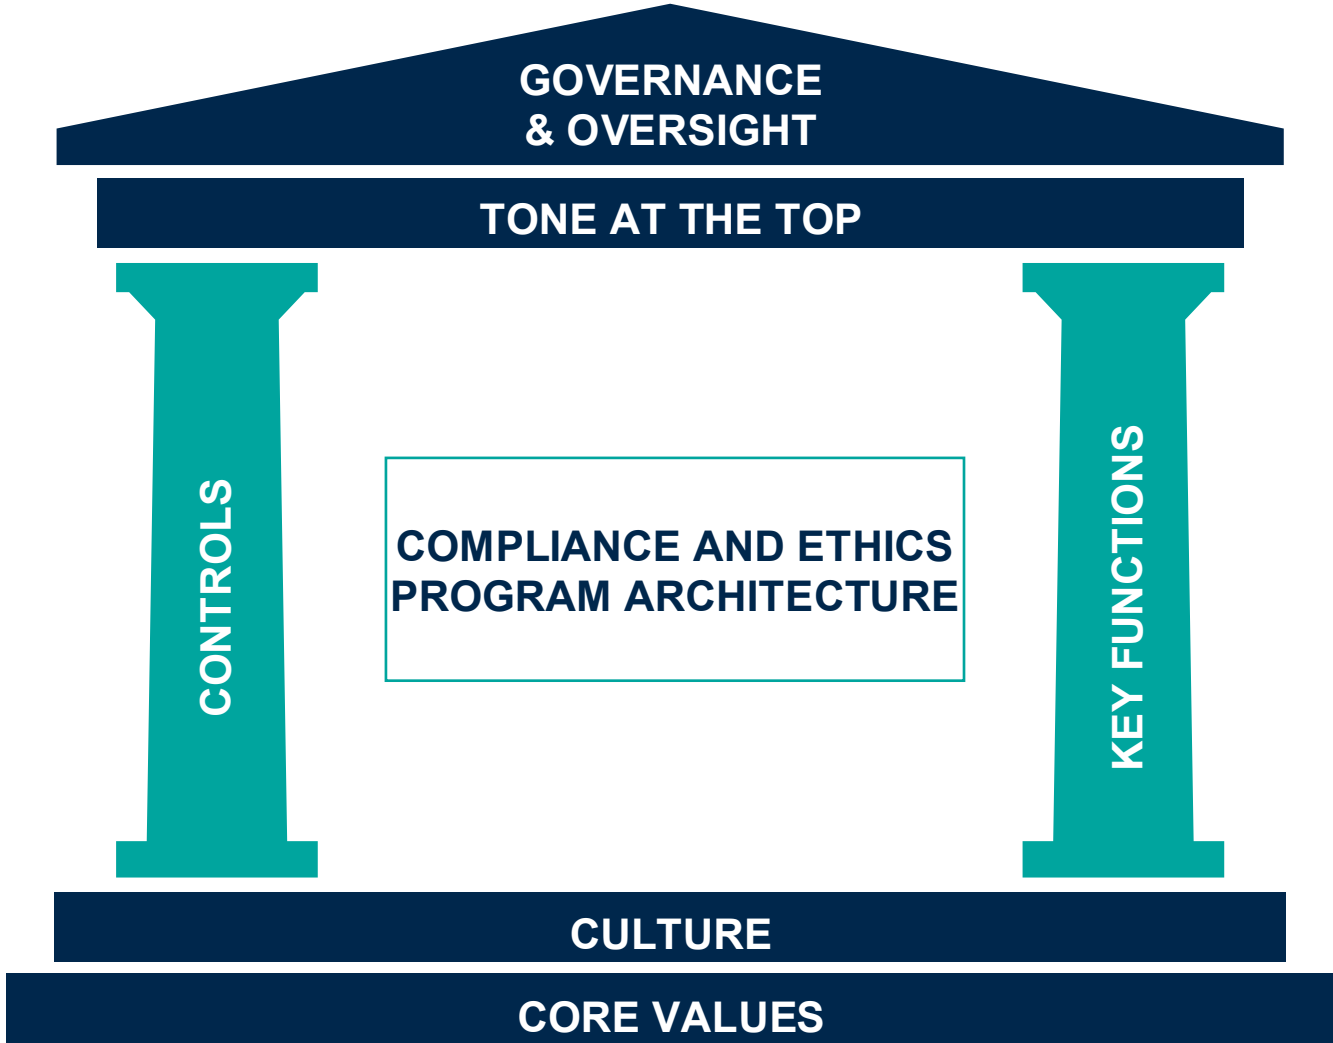 GOVERNANCE
& OVERSIGHT
TONE AT THE TOP
CONTROLS
COMPLIANCE AND ETHICS
PROGRAM ARCHITECTURE
KEY FUNCTIONS
CULTURE
CORE VALUES